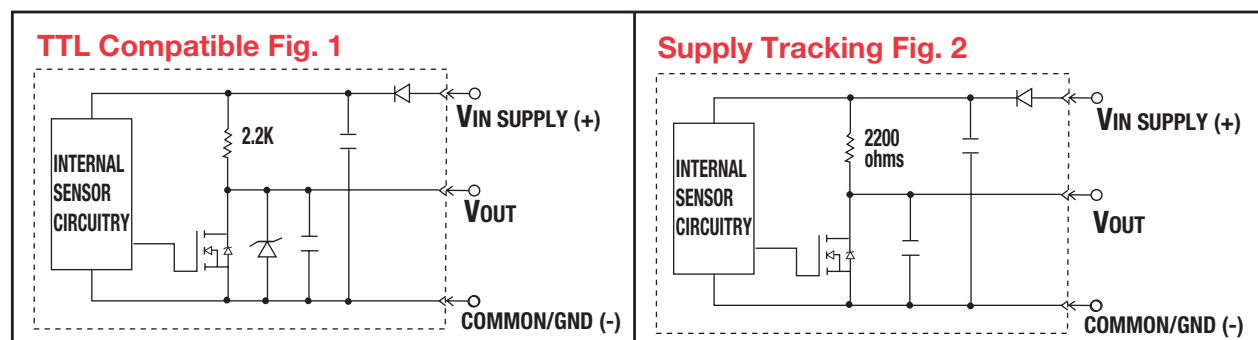 TTL Compatible Fig. 1
VIN SUPPLY (+)
2.2K
INTERNAL
SENSOR
CIRCUITRY
VOUT
COMMON/GND (-)
Supply Tracking Fig. 2
VIN SUPPLY (+)
2200
ohms
INTERNAL
SENSOR
CIRCUITRY
VOUT
COMMON/GND (-)